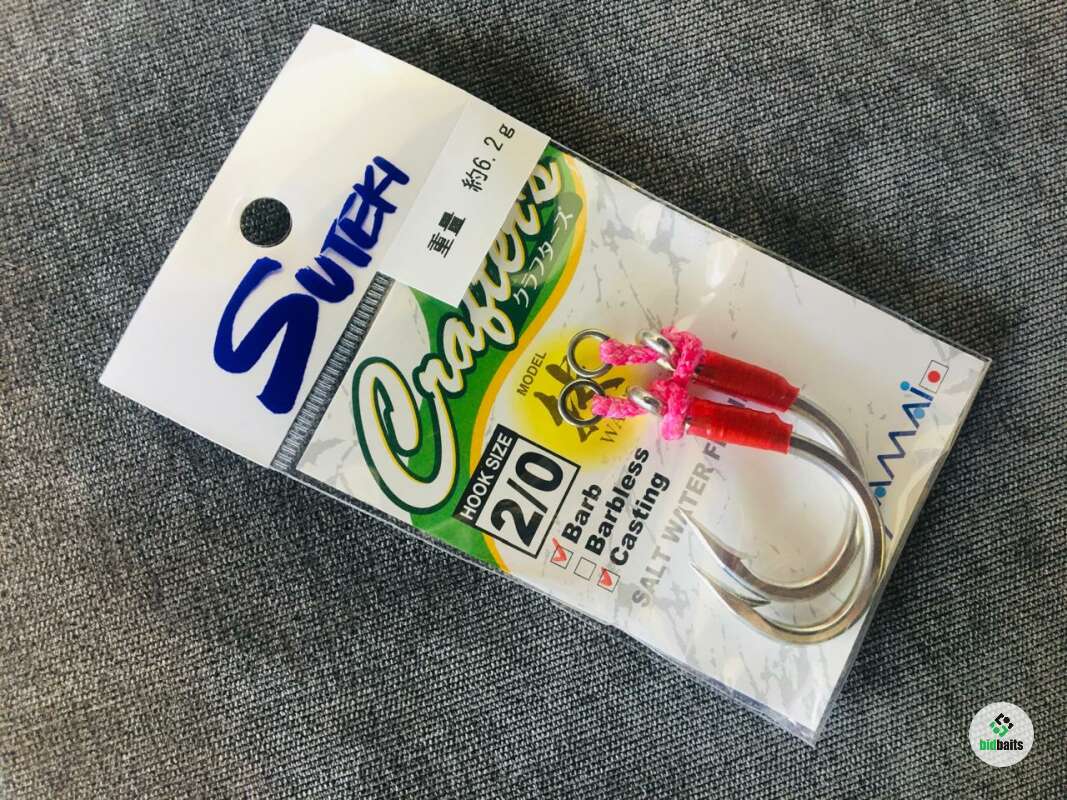 SUTEKI
重量 約6.2g
Crafters
クラフターズ
MODEL
HOOK SIZE
2/0
Barb
Barbless
Casting
SALT WATER
bidbaits